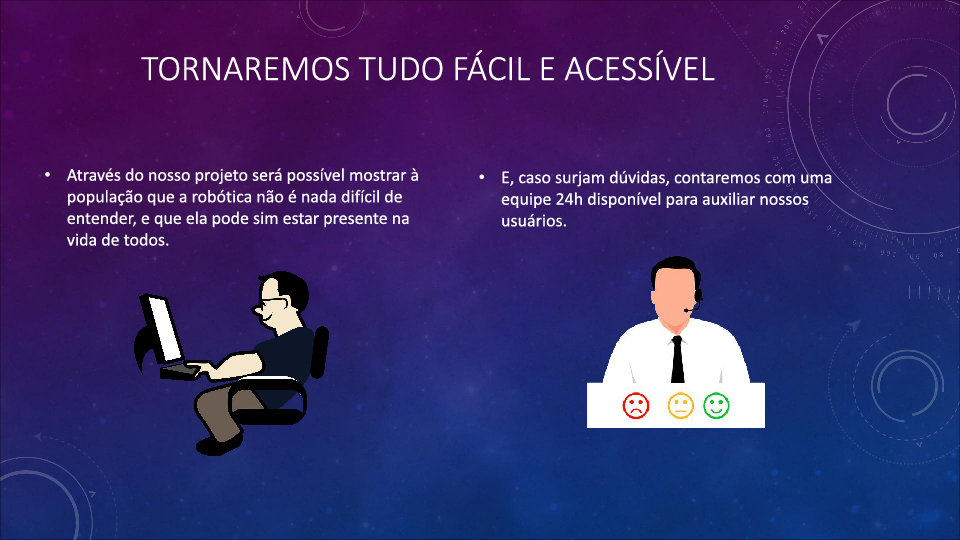 TORNAREMOS TUDO FÁCIL E ACESSÍVEL
• Através do nosso projeto será possível mostrar à
população que a robótica não é nada difícil de
entender, e que ela pode sim estar presente na
vida de todos.
• E, caso surjam dúvidas, contaremos com uma
equipe 24h disponível para auxiliar nossos
usuários.